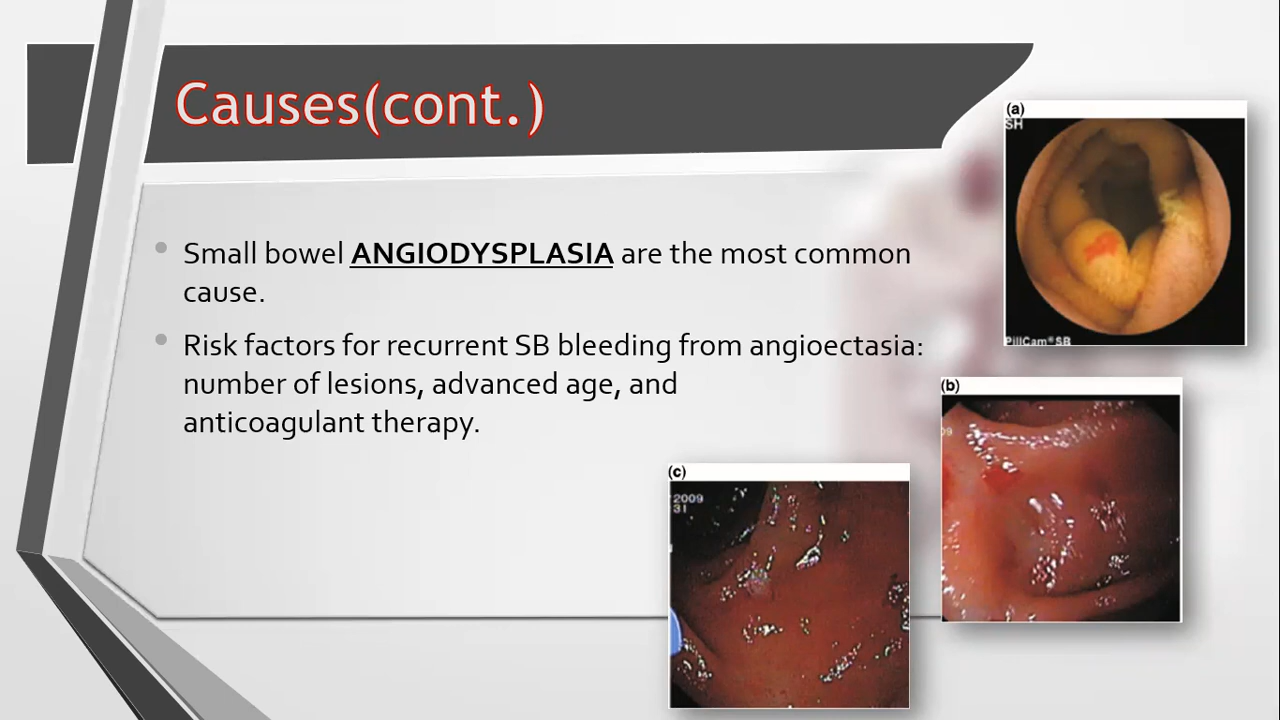 Causes(cont.)
Small bowel ANGIODYSPLASIA are the most common
cause.
Risk factors for recurrent SB bleeding from angioectasia:
number of lesions, advanced age, and
anticoagulant therapy.
(a)
SH
PillCam® SB
(b)
09
(c)
2009
31